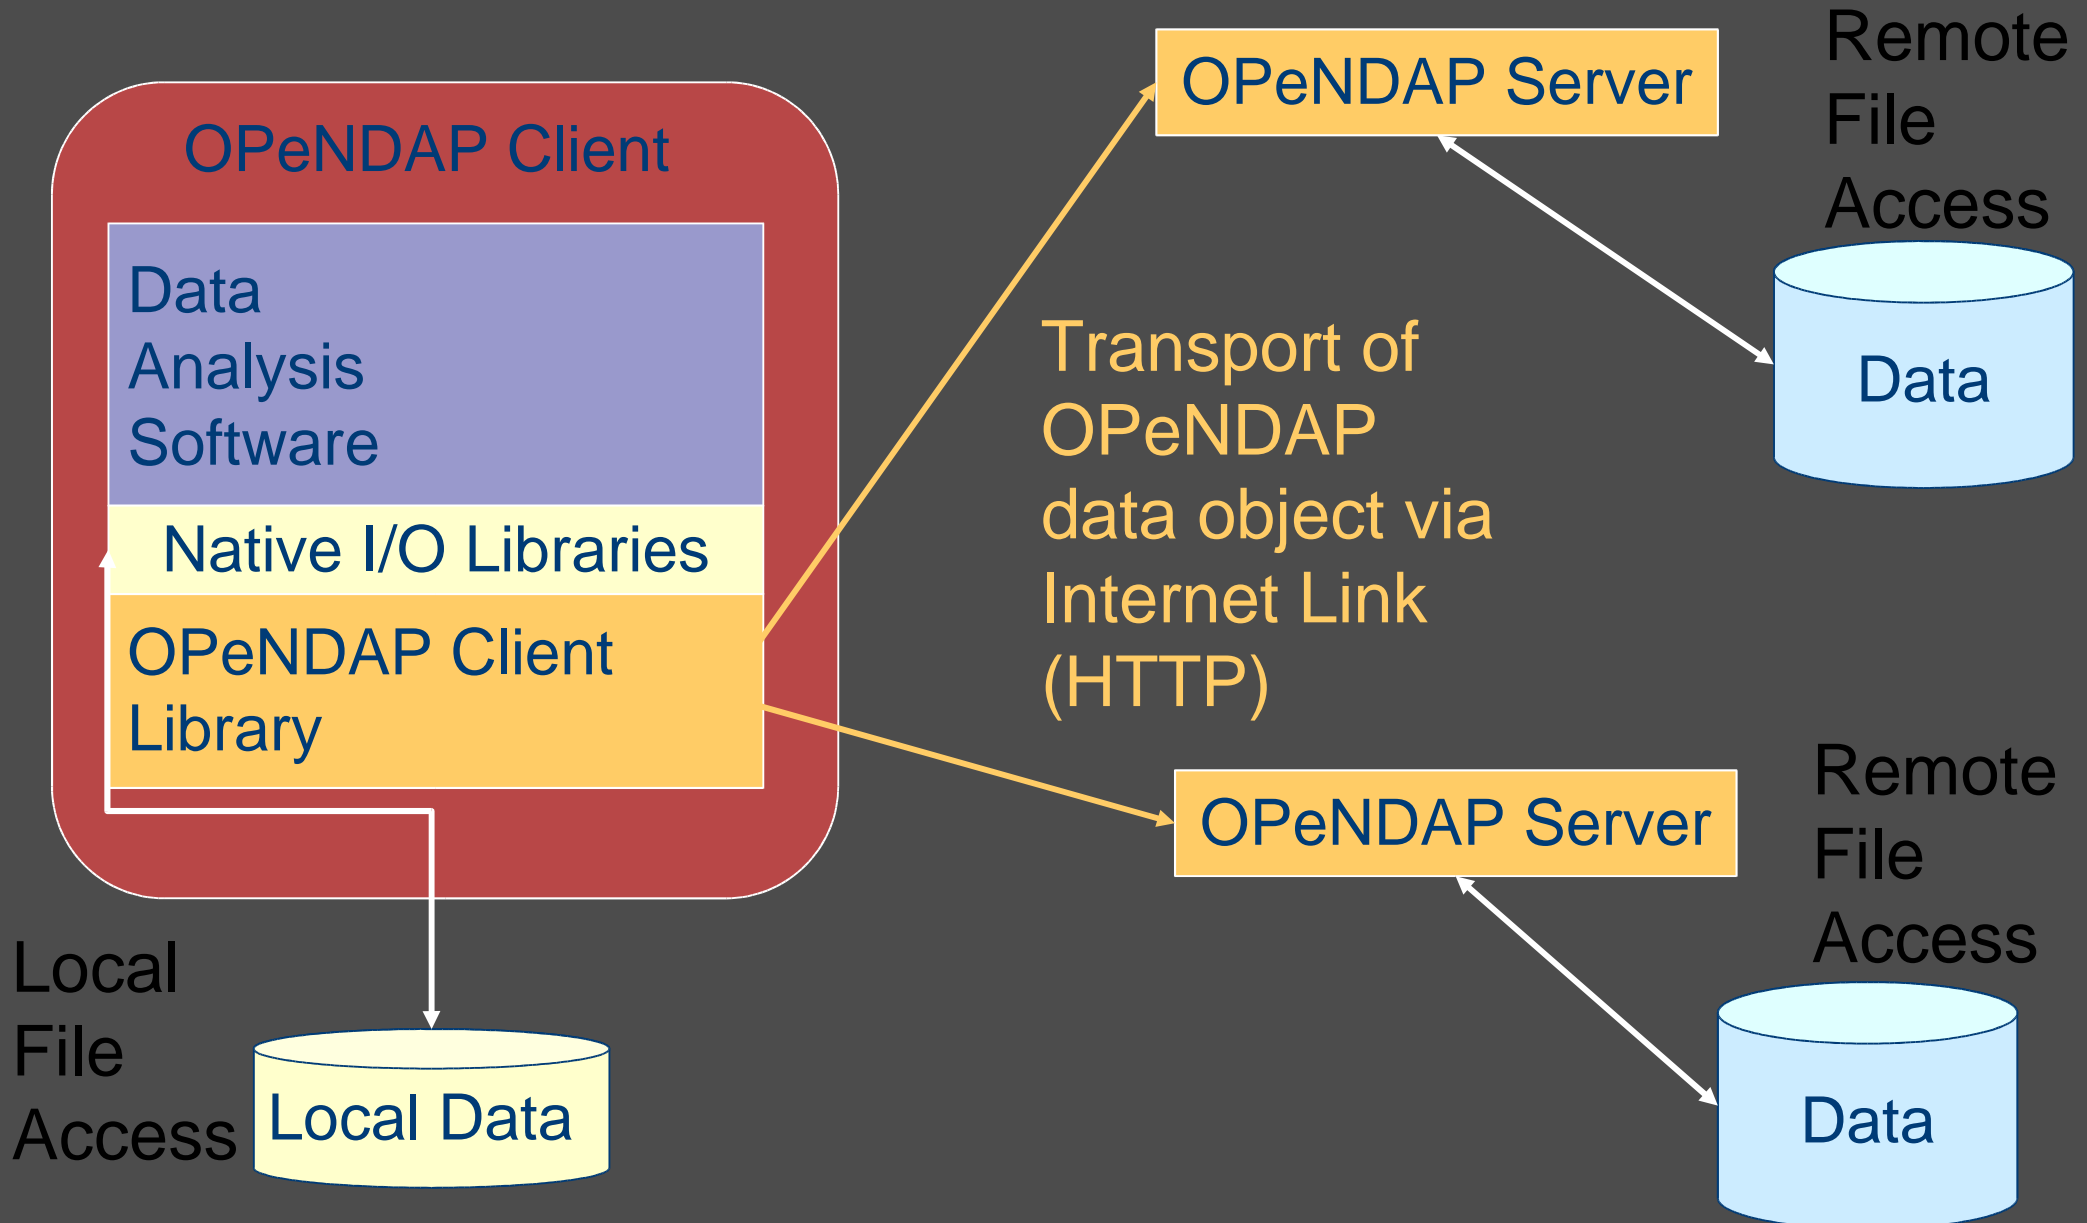 OPeNDAP Client
Data
Analysis
Software
Native I/O Libraries
OPeNDAP Client
Library
Local
File
Access
Local Data
Transport of
OPeNDAP
data object via
Internet Link
(HTTP)
OPeNDAP Server
Remote
File
Access
Data
OPeNDAP Server
Remote
File
Access
Data